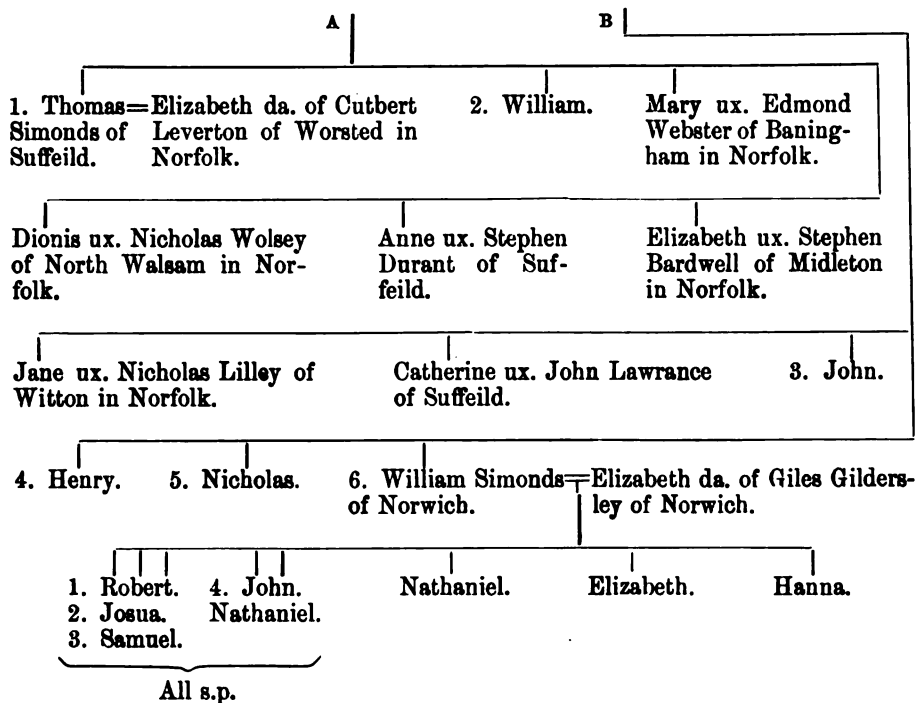 A B
1. Thomas=Elizabeth da. of Cutbert 2. William. Mary ux. Edmond
Simonds of Leverton of Worsted in Webster of Baning-
Suffeild. Norfolk. ham in Norfolk.
Dionis ux. Nicholas Wolsey Anne ux. Stephen Elizabeth ux. Stephen
of North Walsam in Nor- Durant of Suf- Bardwell of Midleton
folk. feild. in Norfolk.
Jane ux. Nicholas Lilley of Catherine ux. John Lawrance 3. John.
Witton in Norfolk. of Suffeild.
4. Henry. 5. Nicholas. 6. William Simonds=Elizabeth da. of Giles Gilders-
of Norwich. ley of Norwich.
1. Robert. 4. John. Nathaniel. Elizabeth. Hanna.
2. Josua. Nathaniel.
3. Samuel.
All s.p.